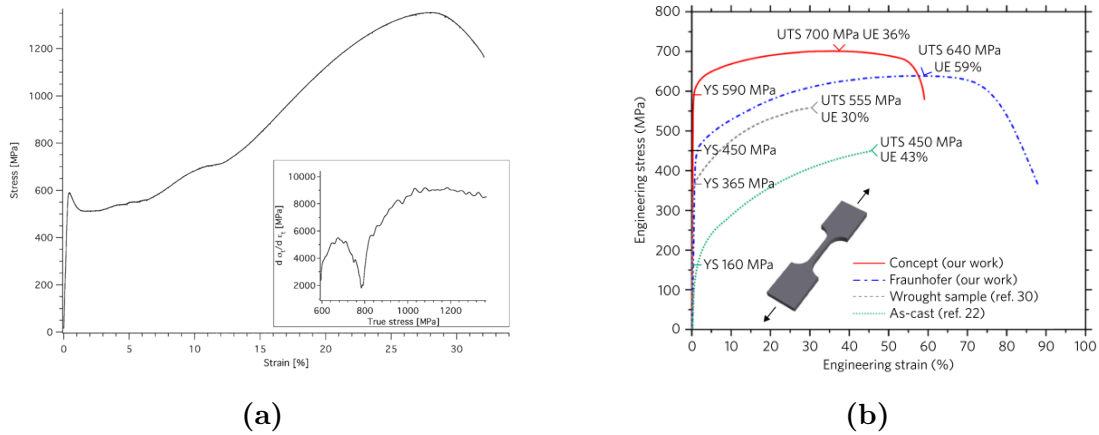 1200
1000
800
600
400
200
0
Stress [MPa]
0
5
10
15
20
25
30
Strain [%]
10000
8000
6000
4000
2000
d σt/d εt [MPa]
600
800
1000
1200
True stress [MPa]
(a)
800
700
600
500
400
300
200
100
0
Engineering stress (MPa)
UTS 700 MPa UE 36%
UTS 640 MPa
UE 59%
YS 590 MPa
UTS 555 MPa
UE 30%
YS 450 MPa
UTS 450 MPa
UE 43%
YS 365 MPa
YS 160 MPa
Concept (our work)
Fraunhofer (our work)
Wrought sample (ref. 30)
As-cast (ref. 22)
0
10
20
30
40
50
60
70
80
90
100
Engineering strain (%)
(b)